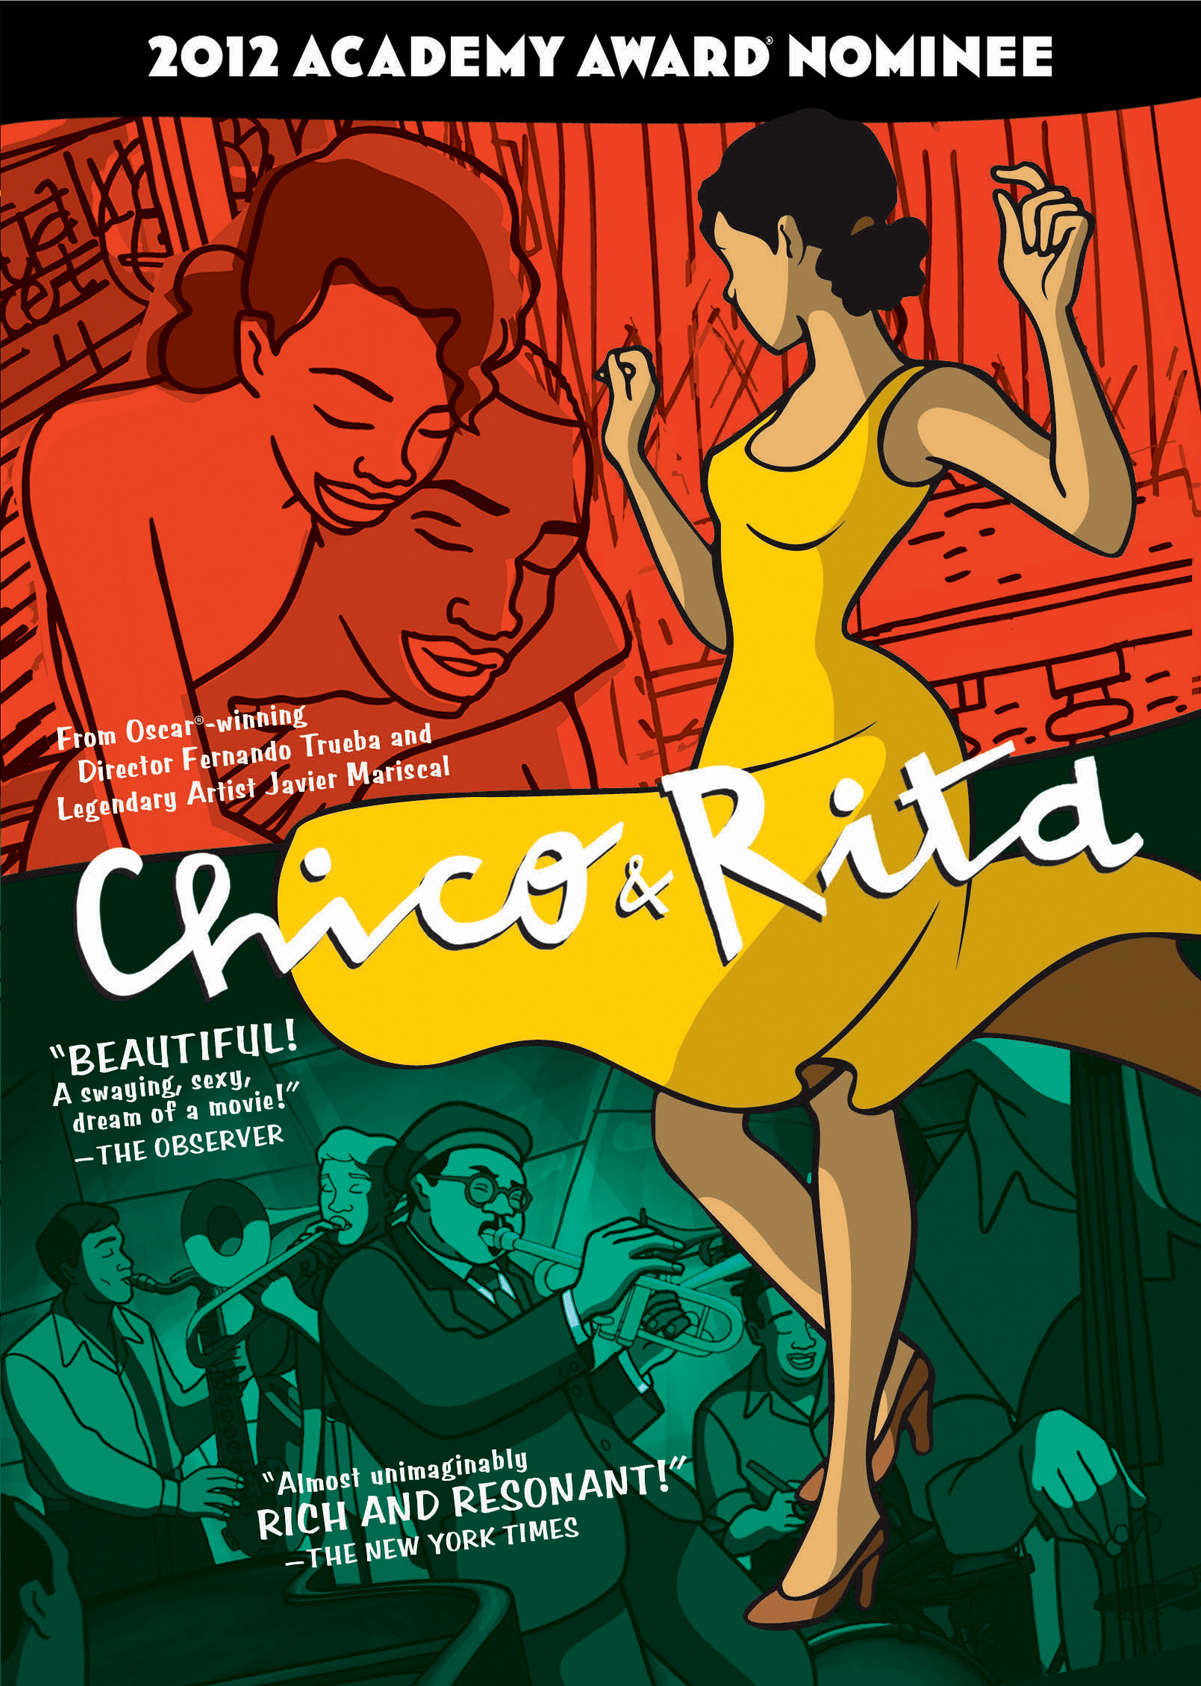 2012 ACADEMY AWARD® NOMINEE
From Oscar®-winning
Director Fernando Trueba and
Legendary Artist Javier Mariscal
Chico & Rita
"BEAUTIFUL!
A swaying, sexy,
dream of a movie!"
—THE OBSERVER
"Almost unimaginably
RICH AND RESONANT!"
—THE NEW YORK TIMES